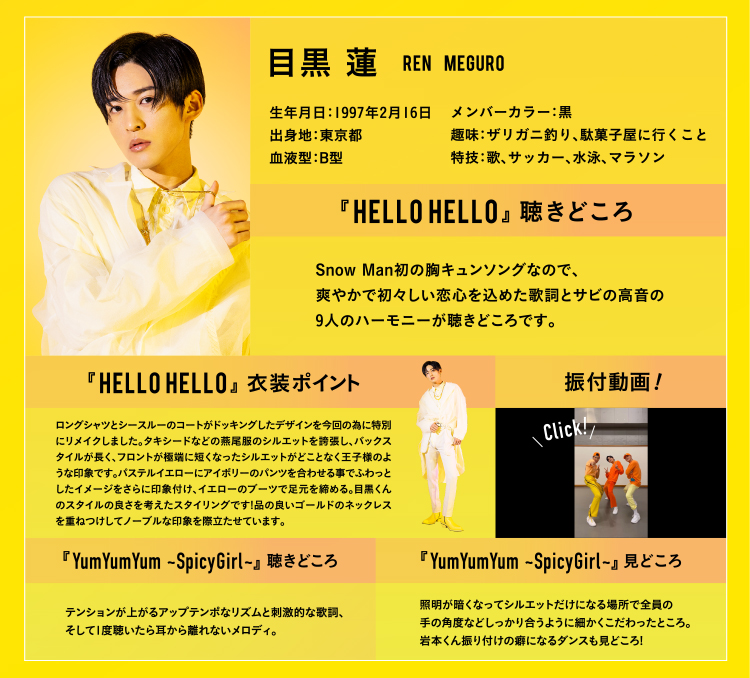 目黒 蓮 REN MEGURO
生年月日：1997年2月16日
出身地：東京都
血液型：B型
メンバーカラー：黒
趣味：ザリガニ釣り、駄菓子屋に行くこと
特技：歌、サッカー、水泳、マラソン
『HELLO HELLO』聴きどころ
Snow Man初の胸キュンソングなので、
爽やかで初々しい恋心を込めた歌詞とサビの高音の
9人のハーモニーが聴きどころです。
『HELLO HELLO』衣装ポイント
ロングシャツとシースルーのコートがドッキングしたデザインを今回の為に特別
にリメイクしました。タキシードなどの燕尾服のシルエットを誇張し、バックス
タイルが長く、フロントが極端に短くなったシルエットがどことなく王子様のよ
うな印象です。パステルイエローにアイボリーのパンツを合わせる事でふわっと
したイメージをさらに印象付け、イエローのブーツで足元を締める。目黒くん
のスタイルの良さを考えたスタイリングです！品の良いゴールドのネックレス
を重ねつけしてノーブルな印象を際立たせています。
振付動画！
Click!
『YumYumYum ~SpicyGirl~』聴きどころ
テンションが上がるアップテンポなリズムと刺激的な歌詞、
そして1度聴いたら耳から離れないメロディ。
『YumYumYum ~SpicyGirl~』見どころ
照明が暗くなってシルエットだけになる場所で全員の
手の角度などしっかり合うように細かくこだわったところ。
岩本くん振り付けの癖になるダンスも見どころ！